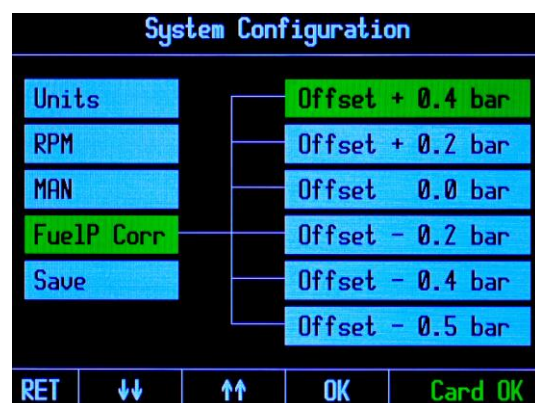 System Configuration
Units
RPM
MAN
FuelP Corr
Save
Offset + 0.4 bar
Offset + 0.2 bar
Offset 0.0 bar
Offset - 0.2 bar
Offset - 0.4 bar
Offset - 0.5 bar
RET ↓↓ ↑↑ OK Card OK